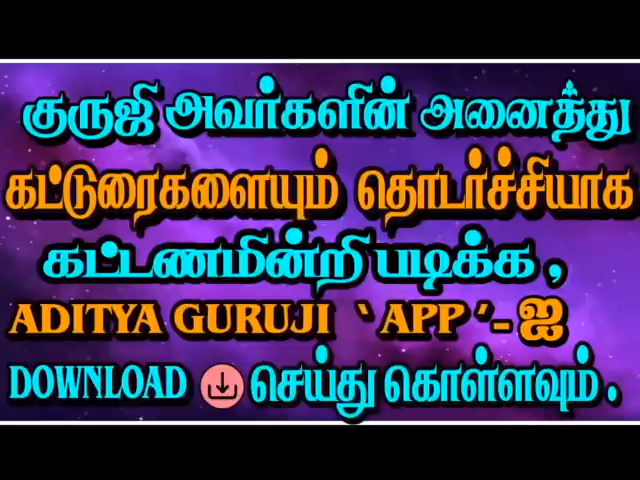 குருஜி அவர்களின் அனைத்து
கட்டுரைகளையும் தொடர்ச்சியாக
கட்டணமின்றி படிக்க ,
ADITYA GURUJI ‘ APP ’- ஐ
DOWNLOAD செய்து கொள்ளவும் .